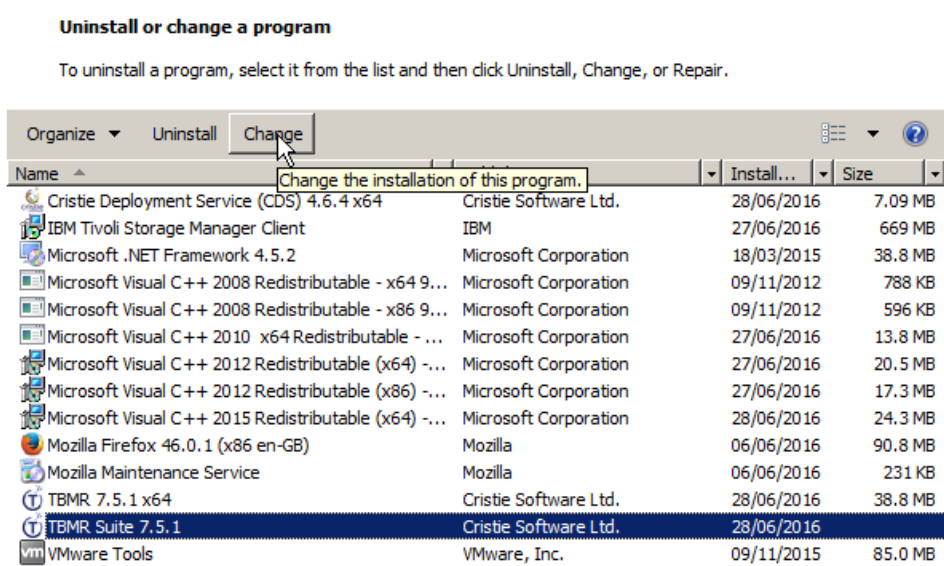 Uninstall or change a program
To uninstall a program, select it from the list and then click Uninstall, Change, or Repair.
Organize Uninstall Change
Name Install... Size
Change the installation of this program.
Cristie Deployment Service (CDS) 4.6.4 x64 Cristie Software Ltd. 28/06/2016 7.09 MB
IBM Tivoli Storage Manager Client IBM 27/06/2016 669 MB
Microsoft .NET Framework 4.5.2 Microsoft Corporation 18/03/2015 38.8 MB
Microsoft Visual C++ 2008 Redistributable - x64 9... Microsoft Corporation 09/11/2012 788 KB
Microsoft Visual C++ 2008 Redistributable - x86 9... Microsoft Corporation 09/11/2012 596 KB
Microsoft Visual C++ 2010 x64 Redistributable - ... Microsoft Corporation 27/06/2016 13.8 MB
Microsoft Visual C++ 2012 Redistributable (x64) -... Microsoft Corporation 27/06/2016 20.5 MB
Microsoft Visual C++ 2012 Redistributable (x86) -... Microsoft Corporation 27/06/2016 17.3 MB
Microsoft Visual C++ 2015 Redistributable (x64) -... Microsoft Corporation 28/06/2016 24.3 MB
Mozilla Firefox 46.0.1 (x86 en-GB) Mozilla 06/06/2016 90.8 MB
Mozilla Maintenance Service Mozilla 06/06/2016 231 KB
TBMR 7.5.1 x64 Cristie Software Ltd. 28/06/2016 38.8 MB
TBMR Suite 7.5.1 Cristie Software Ltd. 28/06/2016
VMware Tools VMware, Inc. 09/11/2015 85.0 MB